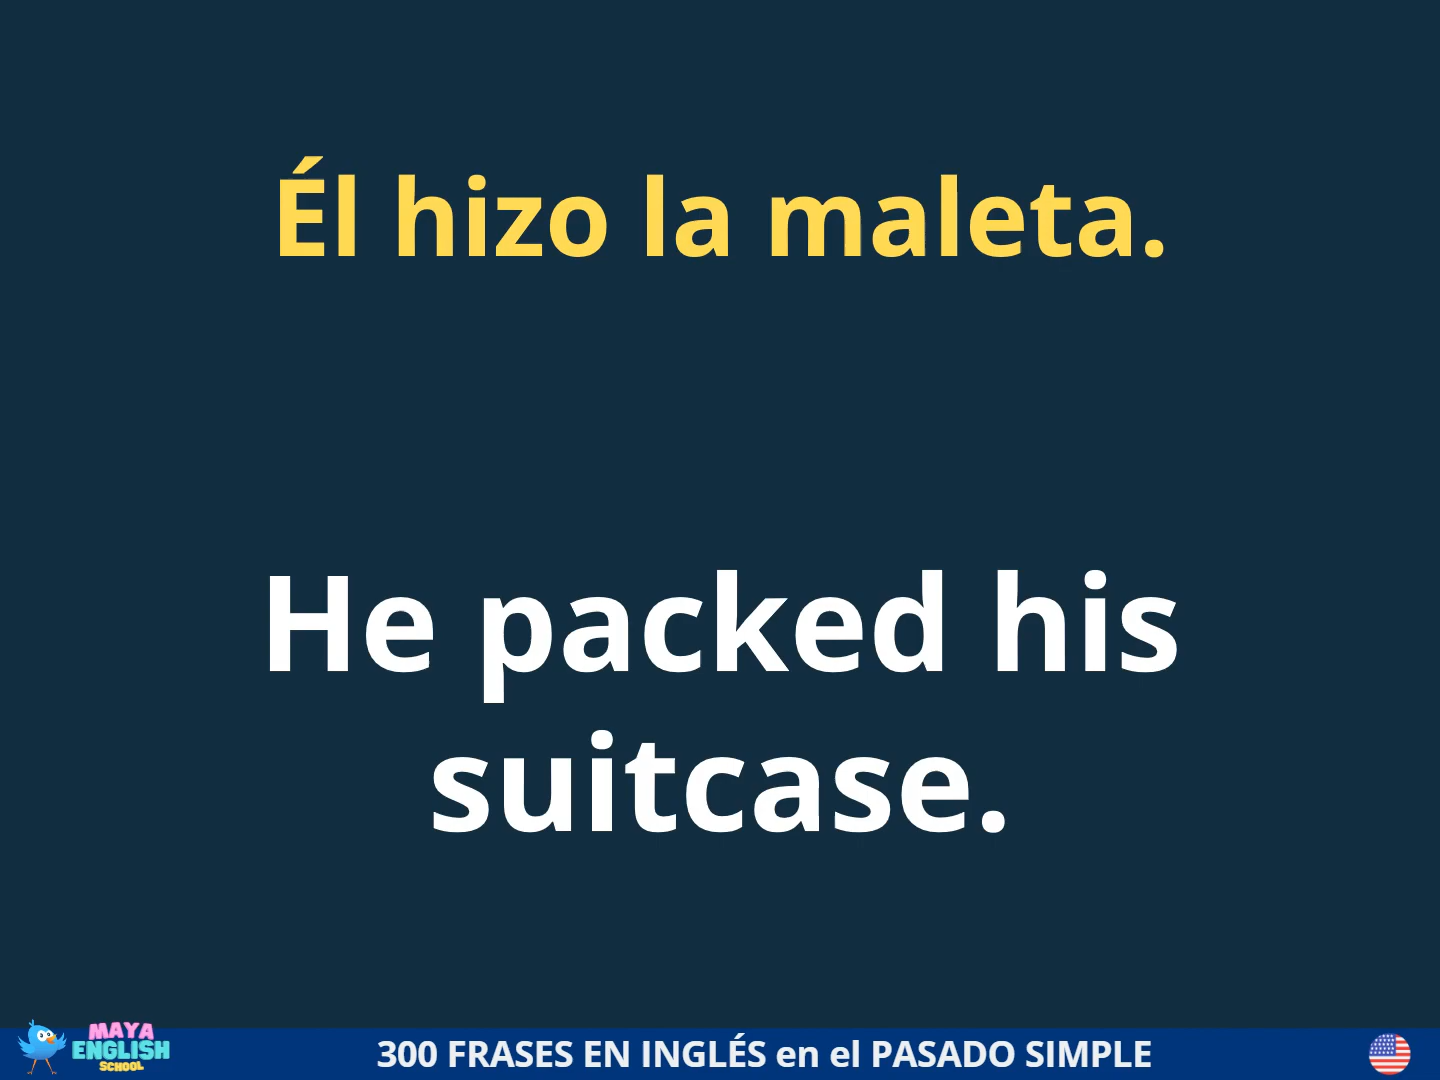 Él hizo la maleta.
He packed his
suitcase.
MAYA
ENGLISH
SCHOOL
300 FRASES EN INGLÉS en el PASADO SIMPLE